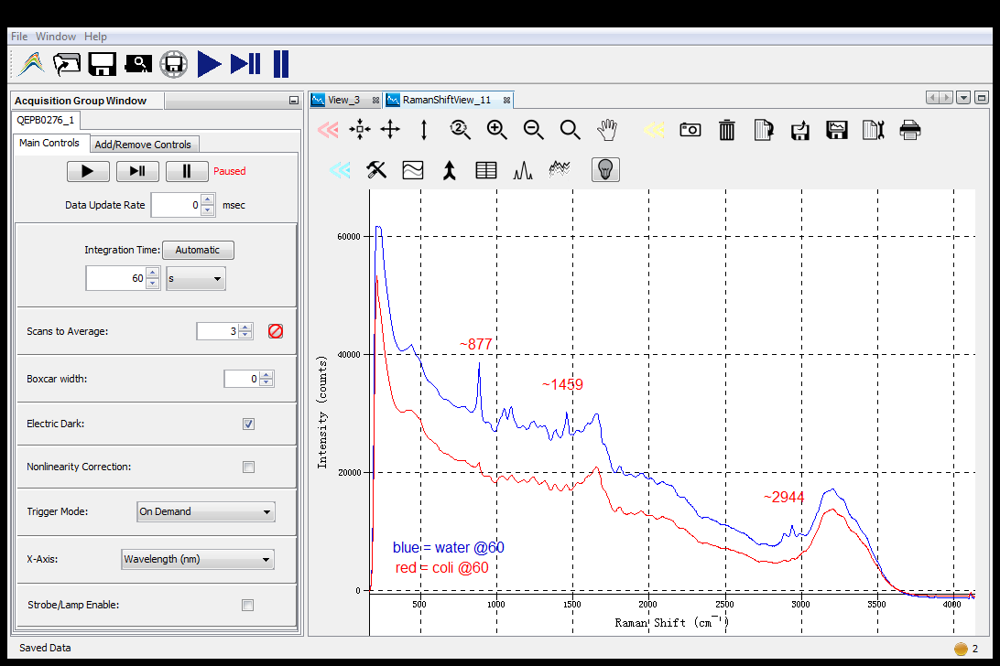 File Window Help
Acquisition Group Window
QEPB0276_1
Main Controls Add/Remove Controls
Paused
Data Update Rate 0 msec
Integration Time: Automatic
60 s
Scans to Average: 3
Boxcar width: 0
Electric Dark:
Nonlinearity Correction:
Trigger Mode: On Demand
X-Axis: Wavelength (nm)
Strobe/Lamp Enable:
Saved Data
View_3 RamanShiftView_11
2
60000
40000
20000
0
Intensity (counts)
~877
~1459
~2944
blue = water @60
red = coli @60
500 1000 1500 2000 2500 3000 3500 4000
Raman Shift (cm⁻¹)
2